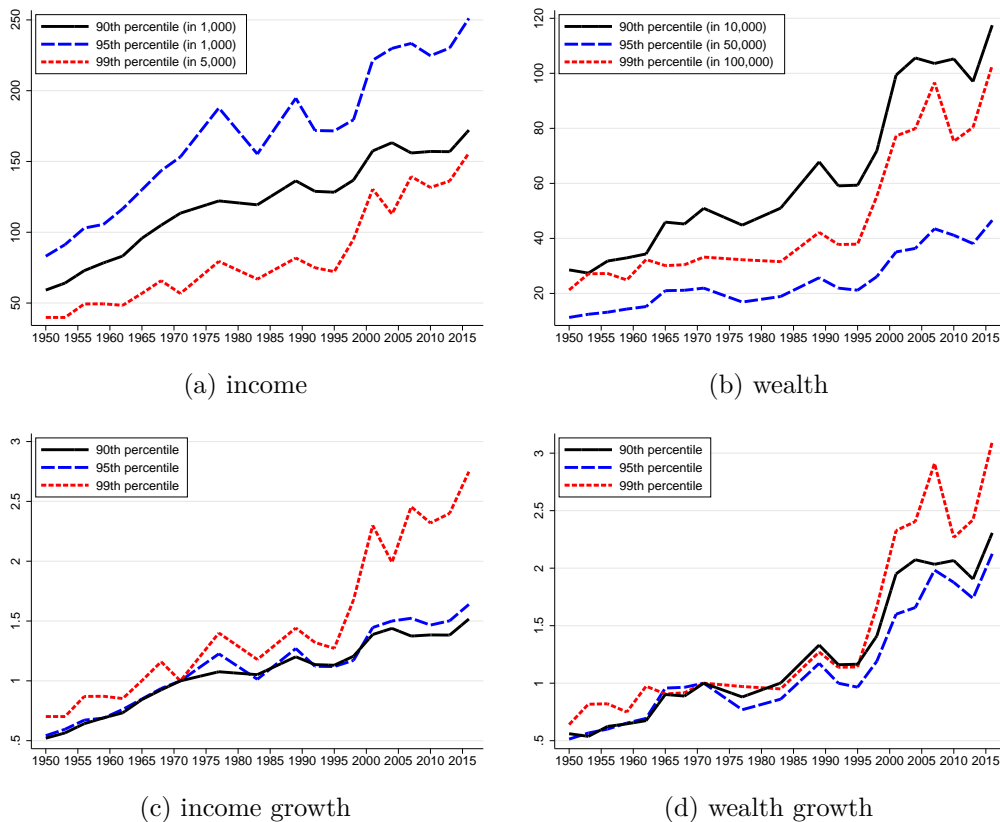 90th percentile (in 1,000)
95th percentile (in 1,000)
99th percentile (in 5,000)
250
200
150
100
50
1950 1955 1960 1965 1970 1975 1980 1985 1990 1995 2000 2005 2010 2015
(a) income
90th percentile (in 10,000)
95th percentile (in 50,000)
99th percentile (in 100,000)
120
100
80
60
40
20
1950 1955 1960 1965 1970 1975 1980 1985 1990 1995 2000 2005 2010 2015
(b) wealth
90th percentile
95th percentile
99th percentile
3
2.5
2
1.5
1
.5
1950 1955 1960 1965 1970 1975 1980 1985 1990 1995 2000 2005 2010 2015
(c) income growth
90th percentile
95th percentile
99th percentile
3
2
1
.5
1950 1955 1960 1965 1970 1975 1980 1985 1990 1995 2000 2005 2010 2015
(d) wealth growth